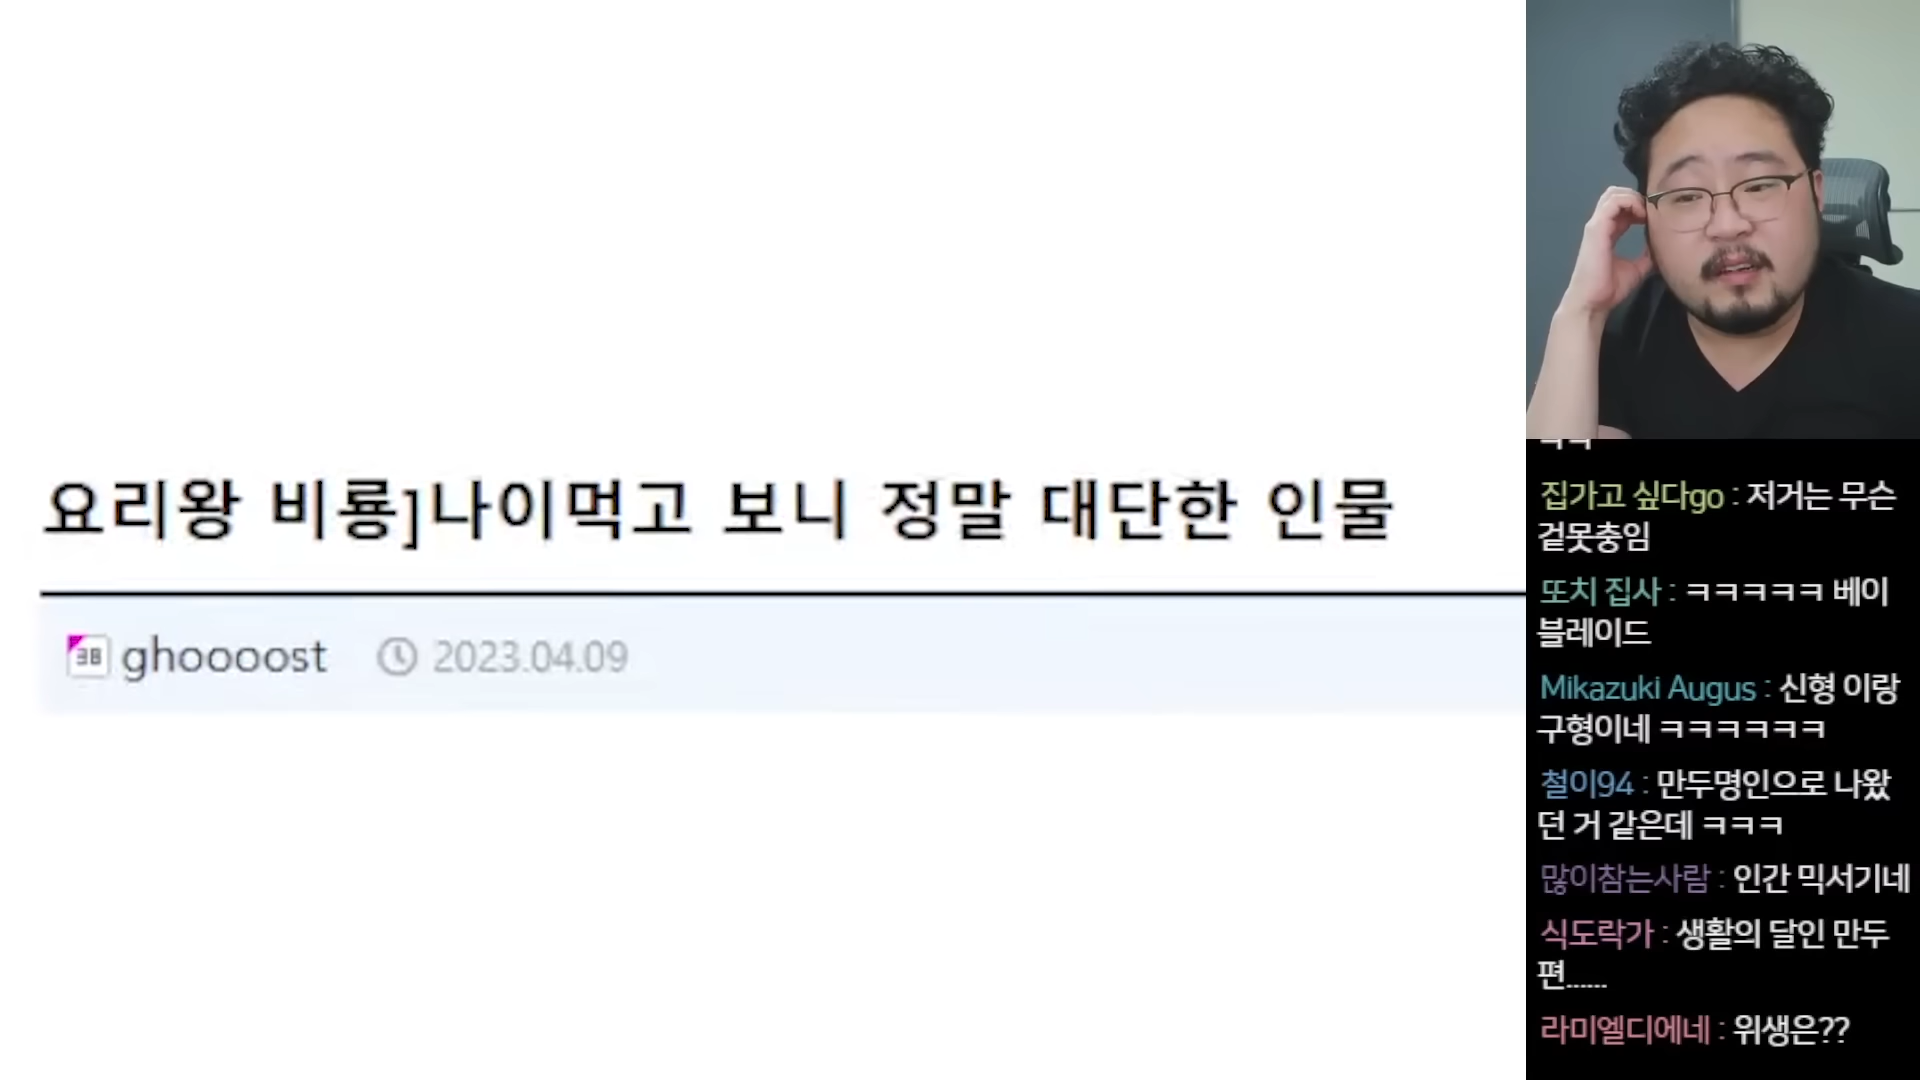 요리왕 비룡]나이먹고 보니 정말 대단한 인물
38 ghoooost 2023.04.09
집가고 싶다go : 저거는 무슨
겉못충임
또치 집사 : ㅋㅋㅋㅋㅋ 베이
블레이드
Mikazuki Augus : 신형 이랑
구형이네 ㅋㅋㅋㅋㅋㅋ
철이94 : 만두명인으로 나왔
던 거 같은데 ㅋㅋㅋ
많이참는사람 : 인간 믹서기네
식도락가 : 생활의 달인 만두
편......
라미엘디에네 : 위생은??